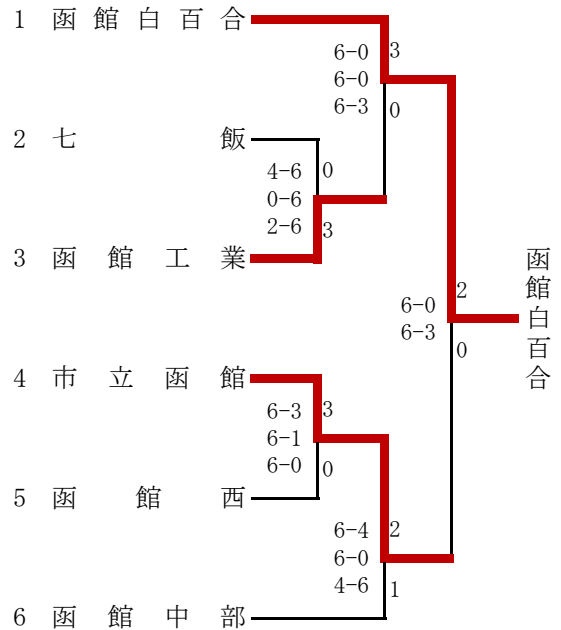 1 函館白百合
6-0 3
6-0
6-3 0
2 七飯
4-6 0
0-6
2-6 3
3 函館工業
函館白百合
6-0 2
6-3 0
4 市立函館
6-3 3
6-1
6-0 0
5 函館西
6-4 2
6-0
4-6 1
6 函館中部